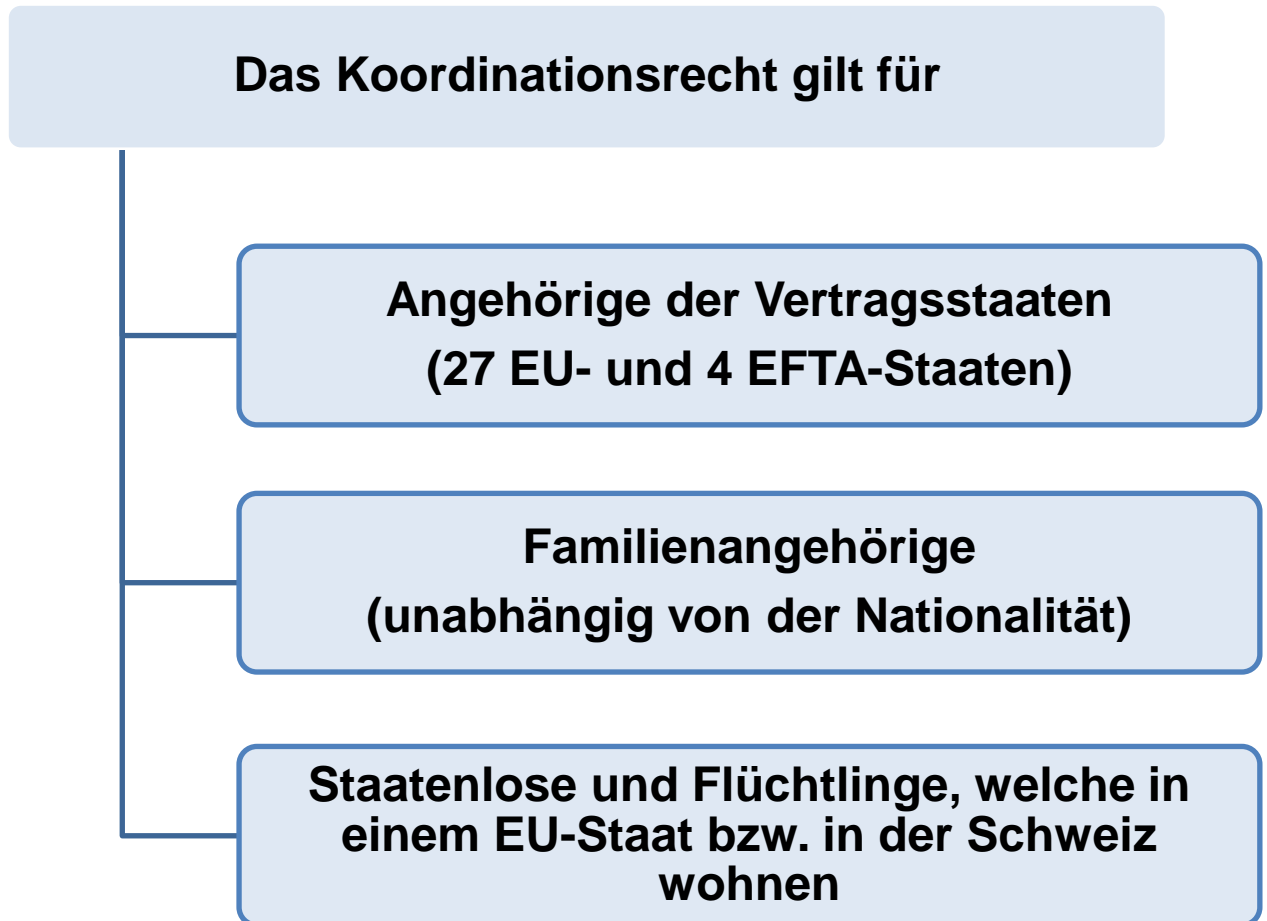 Das Koordinationsrecht gilt für
Angehörige der Vertragsstaaten
(27 EU- und 4 EFTA-Staaten)
Familienangehörige
(unabhängig von der Nationalität)
Staatenlose und Flüchtlinge, welche in
einem EU-Staat bzw. in der Schweiz
wohnen